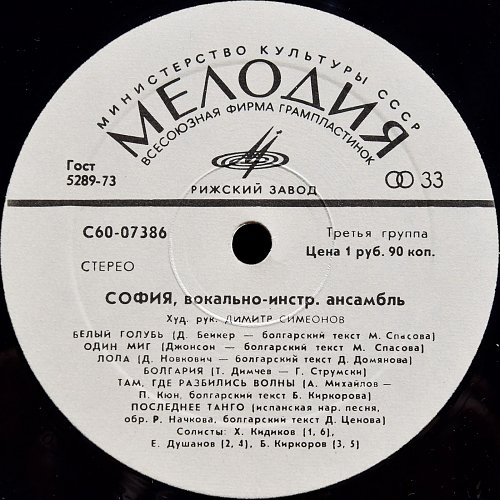 МИНИСТЕРСТВО КУЛЬТУРЫ СССР
МЕЛОДИЯ
ВСЕСОЮЗНАЯ ФИРМА ГРАМПЛАСТИНОК
Гост
5289-73
33
РИЖСКИЙ ЗАВОД
С60-07386
Третья группа
Цена 1 руб. 90 коп.
СТЕРЕО
СОФИЯ, вокально-инстр. ансамбль
Худ. рук. ДИМИТР СИМЕОНОВ
БЕЛЫЙ ГОЛУБЬ (Д. Бейкер — болгарский текст М. Спасова)
ОДИН МИГ (Джонсон — болгарский текст М. Спасова)
ЛОЛА (Д. Новкович — болгарский текст Д. Домянова)
БОЛГАРИЯ (Т. Димчев — Г. Струмски)
ТАМ, ГДЕ РАЗБИЛИСЬ ВОЛНЫ (А. Михайлов —
П. Кюн, болгарский текст Б. Киркорова)
ПОСЛЕДНЕЕ ТАНГО (испанская нар. песня,
обр. Р. Начкова, болгарский текст Д. Ценова)
Солисты: Х. Кидиков (1, 6),
Е. Душанов (2, 4), Б. Киркоров (3, 5)